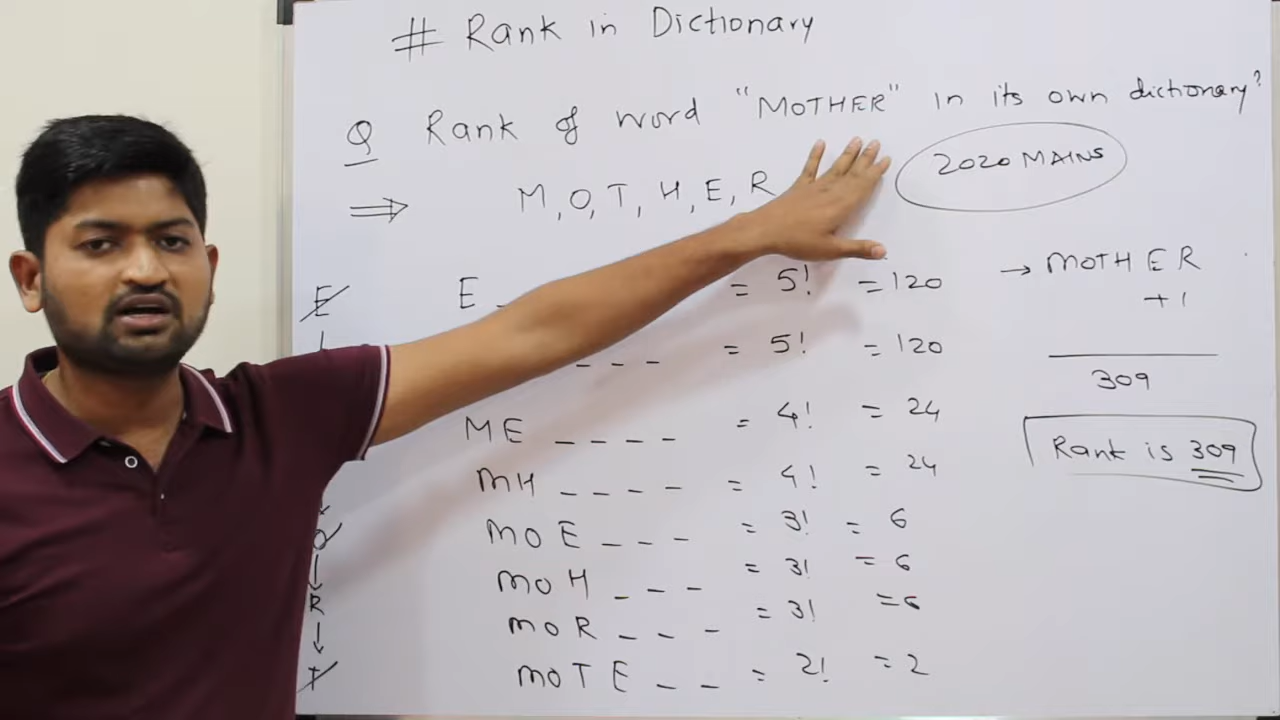 # Rank in Dictionary
Q Rank of word "MOTHER" in its own dictionary?
2020 MAINS
⇒ M, O, T, H, E, R
E _ = 5! = 120
_ _ _ = 5! = 120
ME _ _ _ _ = 4! = 24
MH _ _ _ _ = 4! = 24
MOE _ _ _ = 3! = 6
MOH _ _ _ = 3! = 6
MOR _ _ _ = 3! = 6
MOTE _ _ = 2! = 2
→ MOTHER
+1
309
Rank is 309
E
O
R
T